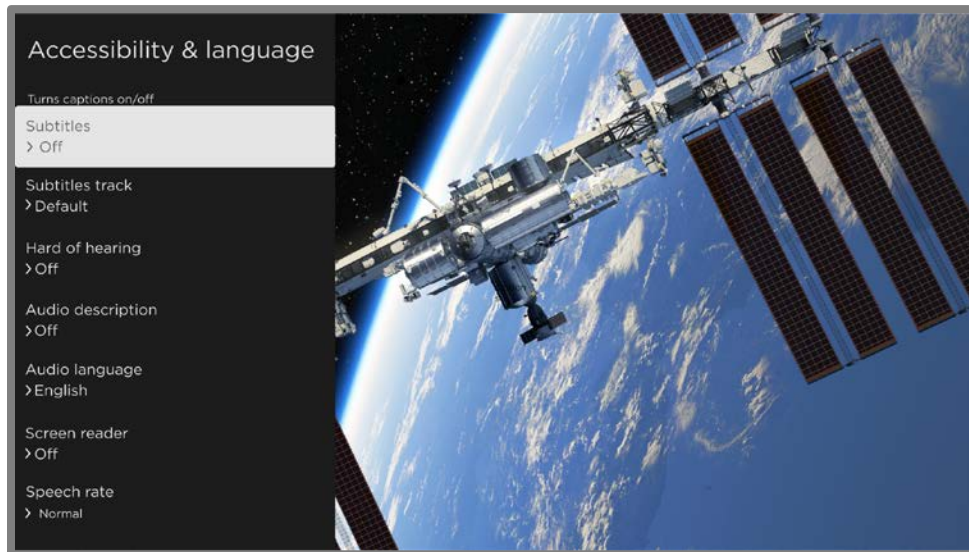 Accessibility & language
Turns captions on/off
Subtitles
> Off
Subtitles track
> Default
Hard of hearing
> Off
Audio description
> Off
Audio language
> English
Screen reader
> Off
Speech rate
> Normal